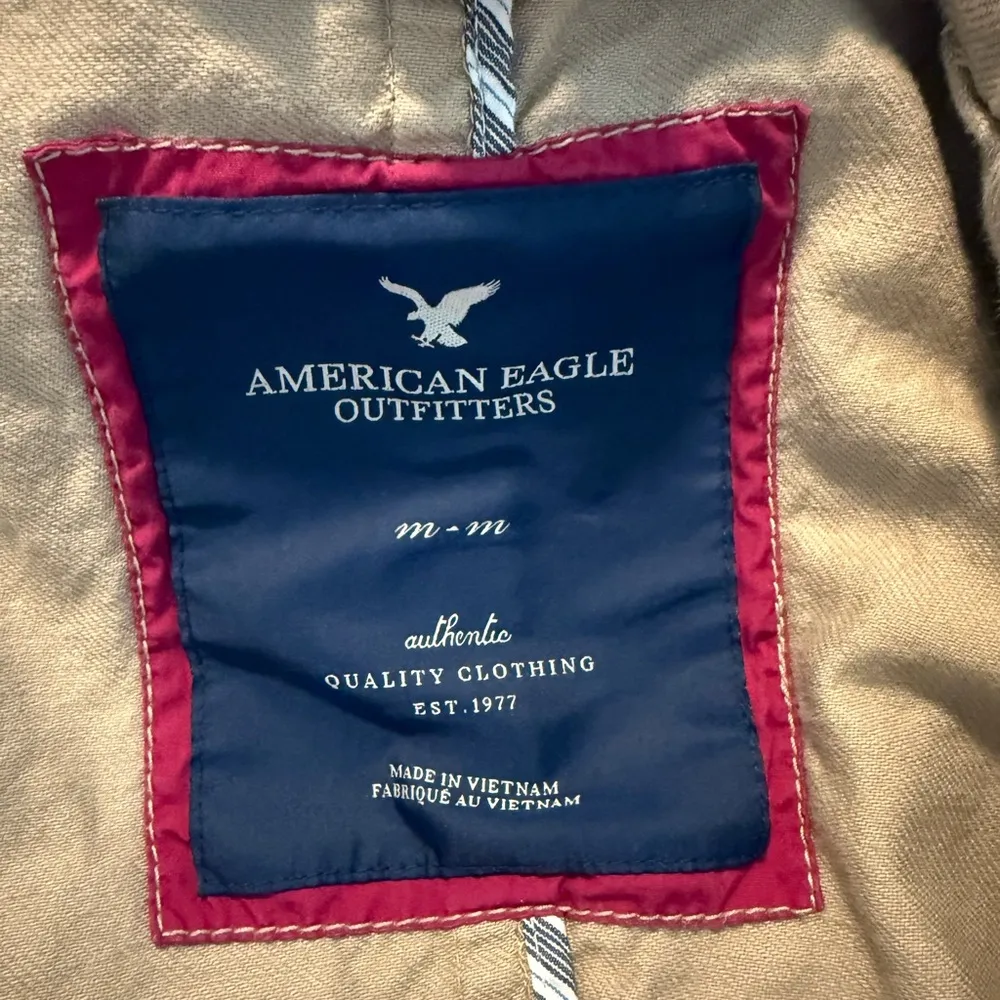 AMERICAN EAGLE
OUTFITTERS
m-m
authentic
QUALITY CLOTHING
EST.1977
MADE IN VIETNAM
FABRIQUÉ AU VIETNAM